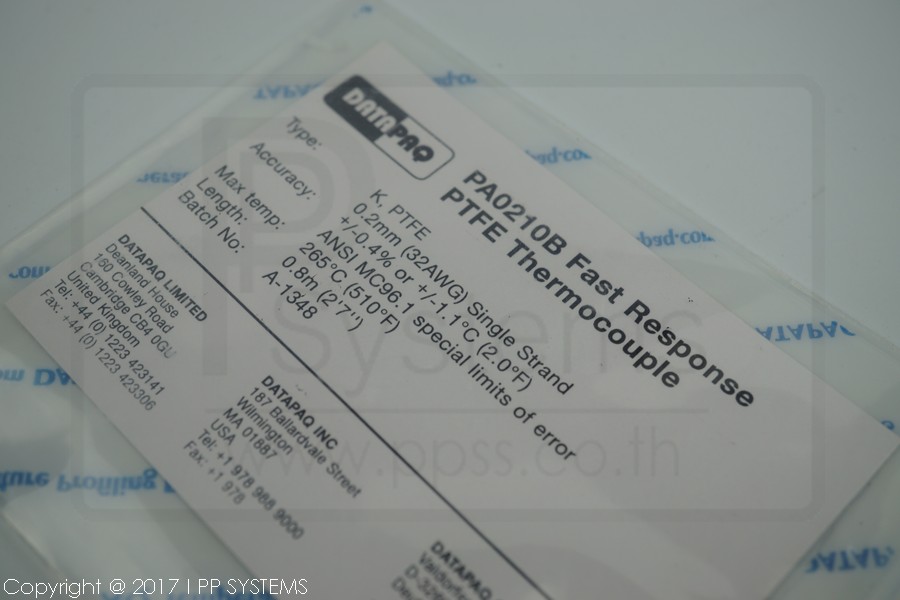 DATAPAQ
PA0210B Fast Response
PTFE Thermocouple
Type: K, PTFE
0.2mm (32AWG) Single Strand
Accuracy: +/-0.4% or +/-1.1°C (2.0°F)
ANSI MC96.1 special limits of error
Max temp: 265°C (510°F)
Length: 0.8m (2'7'')
Batch No: A-1348
DATAPAQ LIMITED
Deanland House
160 Cowley Road
Cambridge CB4 0GU
United Kingdom
Tel: +44 (0) 1223 423141
Fax: +44 (0) 1223 423306
DATAPAQ INC
187 Ballardvale Street
Wilmington
MA 01887
USA
Tel: +1 978 988 9000
Fax: +1 978
DATAPAQ
PP
Systems
www.ppss.co.th
Copyright @ 2017 I PP SYSTEMS